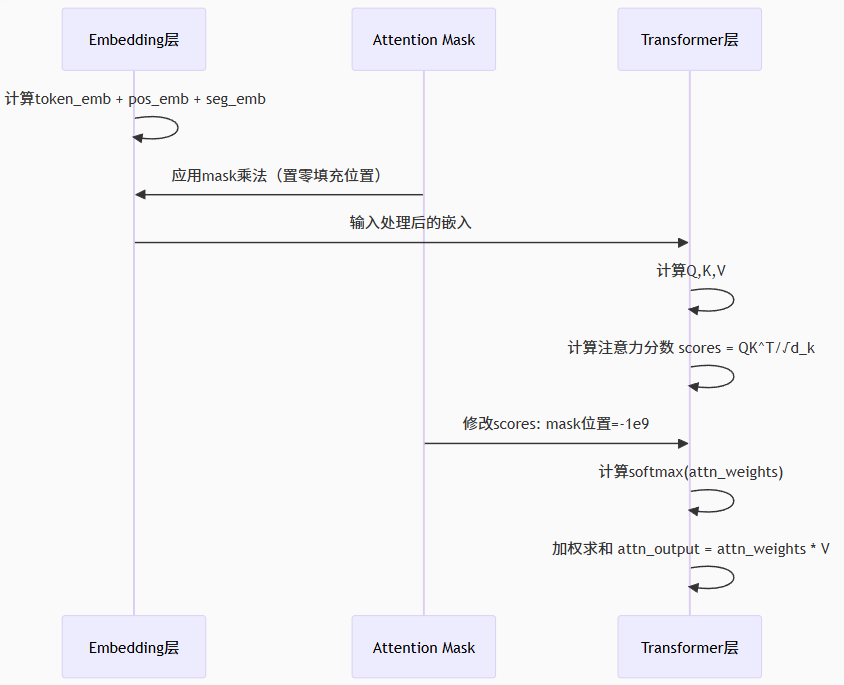 Embedding层
Attention Mask
Transformer层
计算token_emb + pos_emb + seg_emb
应用mask乘法（置零填充位置）
输入处理后的嵌入
计算Q,K,V
计算注意力分数 scores = QK^T/√d_k
修改scores: mask位置=-1e9
计算softmax(attn_weights)
加权求和 attn_output = attn_weights * V
Embedding层
Attention Mask
Transformer层